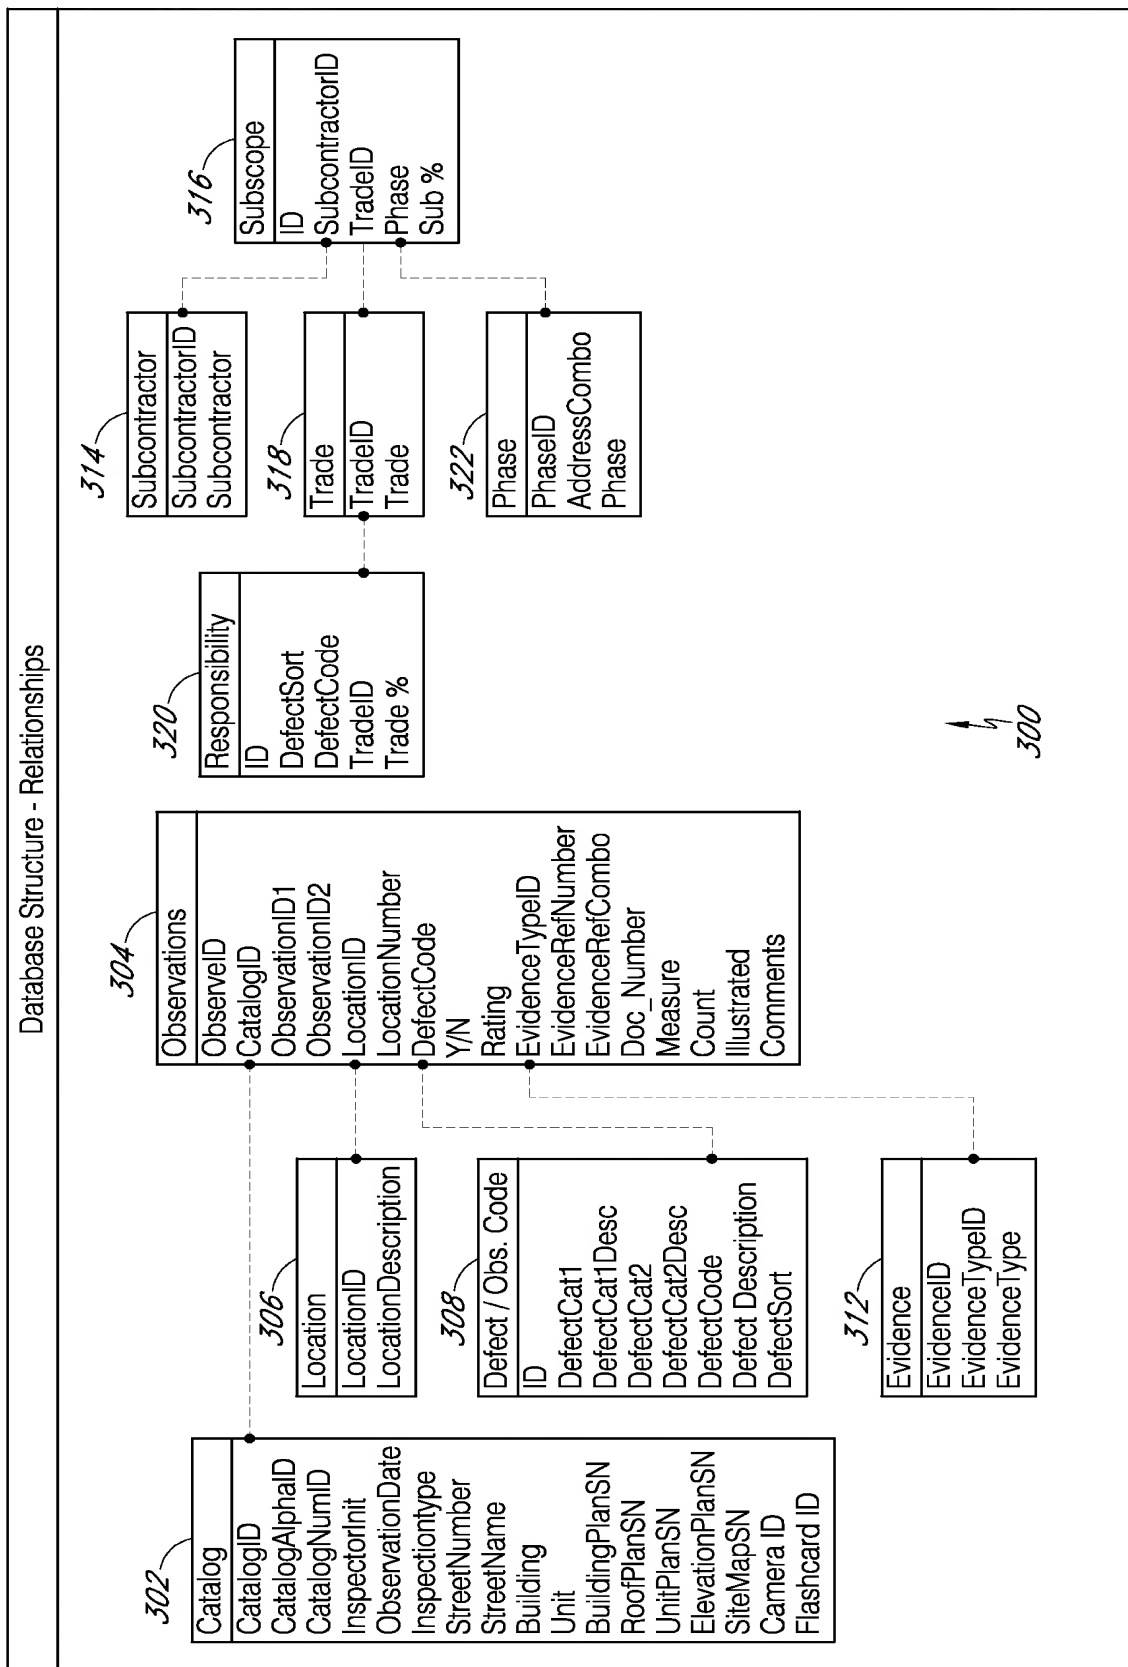 Database Structure - Relationships
302
Catalog
CatalogID
CatalogAlphaID
CatalogNumID
InspectorInit
ObservationDate
Inspectiontype
StreetNumber
StreetName
Building
Unit
BuildingPlanSN
RoofPlanSN
UnitPlanSN
ElevationPlanSN
SiteMapSN
Camera ID
Flashcard ID
306
Location
LocationID
LocationDescription
308
Defect / Obs. Code
ID
DefectCat1
DefectCat1Desc
DefectCat2
DefectCat2Desc
DefectCode
Defect Description
DefectSort
312
Evidence
EvidenceID
EvidenceTypeID
EvidenceType
304
Observations
ObserveID
CatalogID
ObservationID1
ObservationID2
LocationID
LocationNumber
DefectCode
Y/N
Rating
EvidenceTypeID
EvidenceRefNumber
EvidenceRefCombo
Doc_Number
Measure
Count
Illustrated
Comments
320
Responsibility
ID
DefectSort
DefectCode
TradeID
Trade %
314
Subcontractor
SubcontractorID
Subcontractor
318
Trade
TradeID
Trade
322
Phase
PhaseID
AddressCombo
Phase
316
Subscope
ID
SubcontractorID
TradeID
Phase
Sub %
300